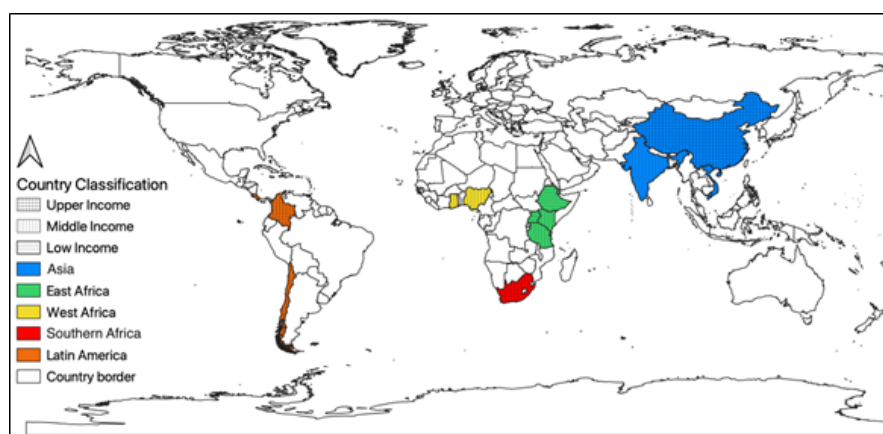 Country Classification
Upper Income
Middle Income
Low Income
Asia
East Africa
West Africa
Southern Africa
Latin America
Country border